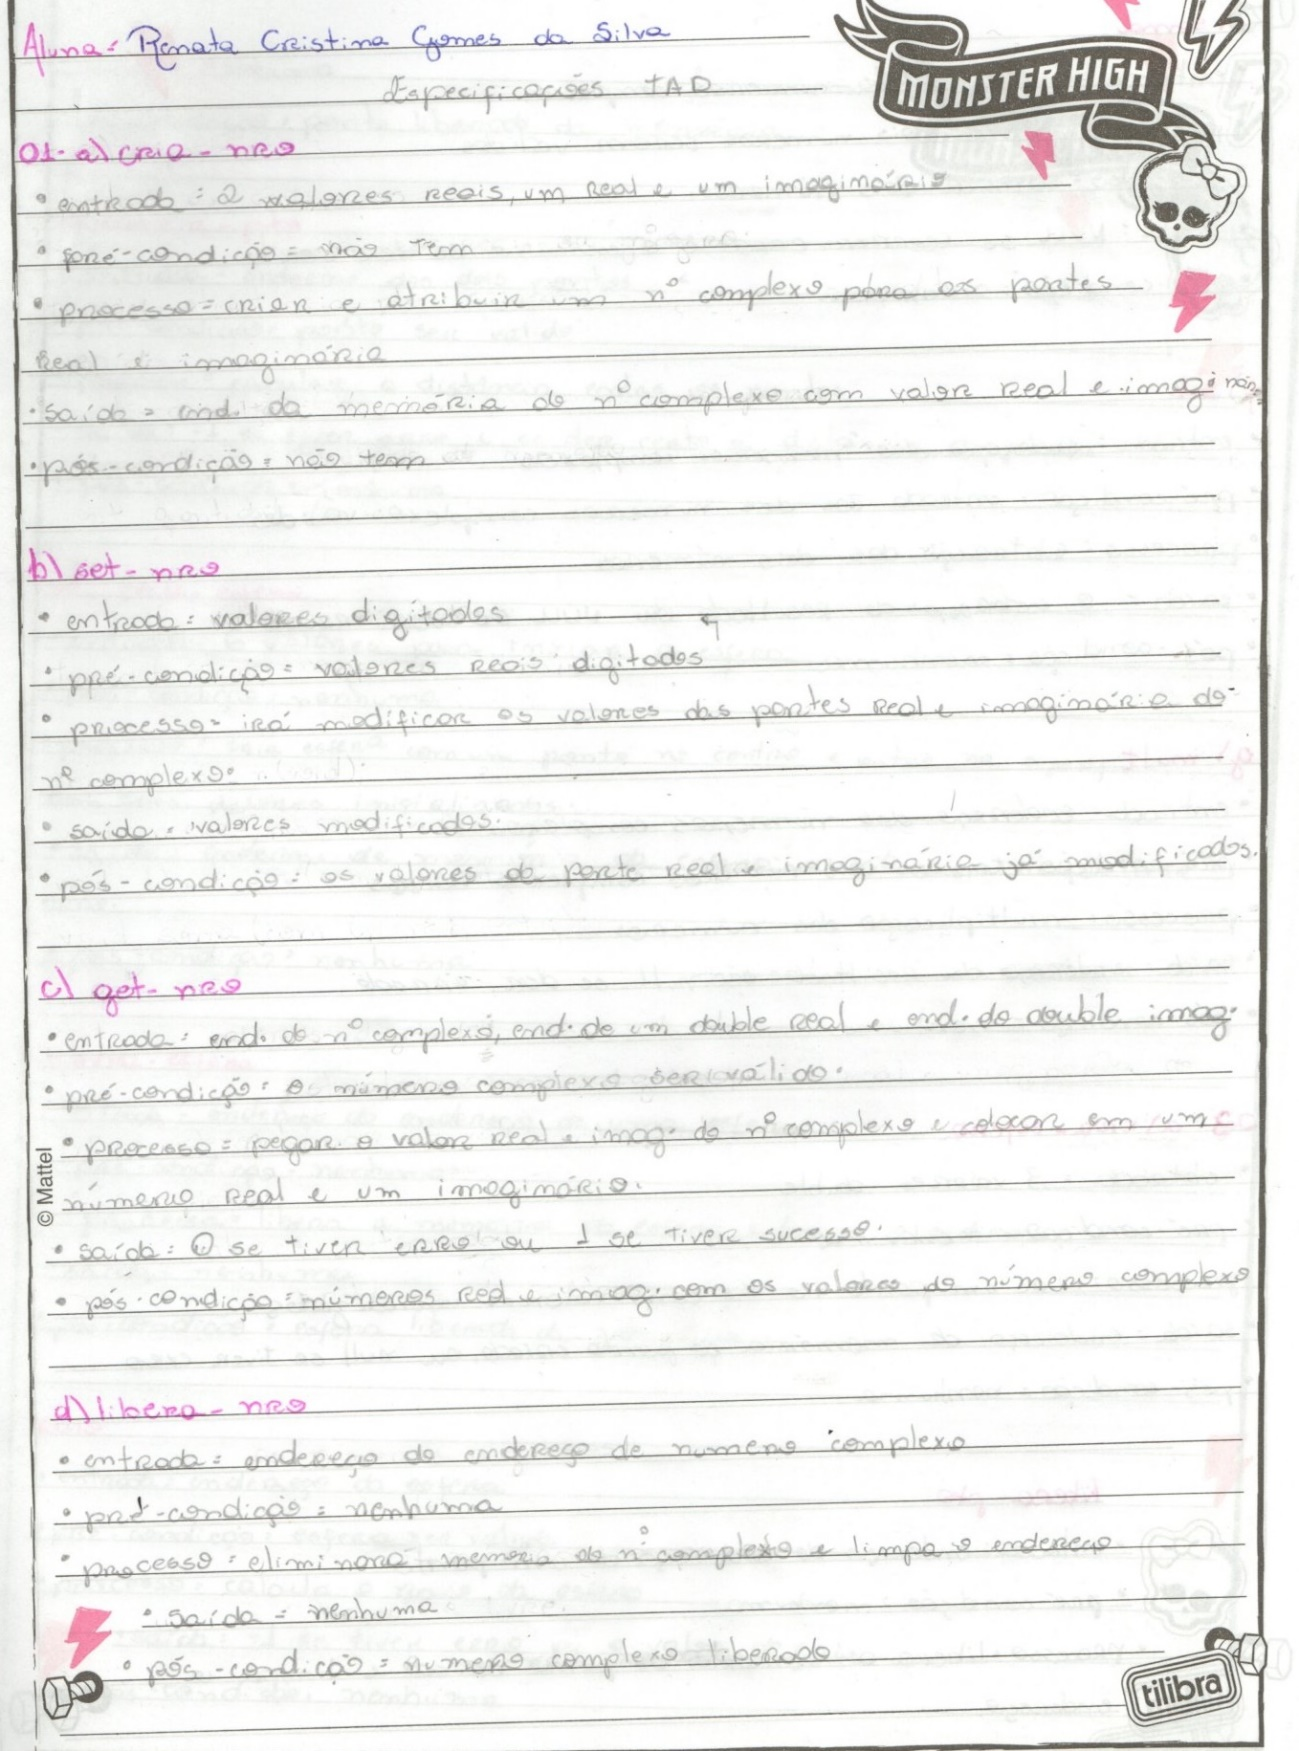 Aluna: Renata Cristina Gomes da Silva
MONSTER HIGH
Especificações TAD
01- a) cria - nro
• entrada: 2 valores reais, um real e um imaginário
• pré-condição = não tem
• processo = criar e atribuir um nº complexo para as partes
real e imaginária
• saída = end. da memória do nº complexo com valor real e imaginário
• pós-condição = não tem
b) set - nro
• entrada: valores digitados
• pré-condição = valores reais digitados
• processo = irá modificar os valores das partes real e imaginária do
nº complexo.
• saída = valores modificados.
• pós-condição: os valores da parte real e imaginária já modificados.
c) get - nro
• entrada: end. do nº complexo, end. de um double real e end. do double imag.
• pré-condição: o número complexo ser válido.
• processo = pegar o valor real e imag. do nº complexo e colocar em um
número real e um imaginário.
• saída: 0 se tiver erro ou 1 se tiver sucesso.
• pós-condição = números real e imag. com os valores do número complexo
d) libera - nro
• entrada: endereço do endereço de numero complexo
• pré-condição = nenhuma
• processo: eliminará memória do nº complexo e limpa o endereço
• saída = nenhuma
• pós-condição = numero complexo liberado
© Mattel
tilibra